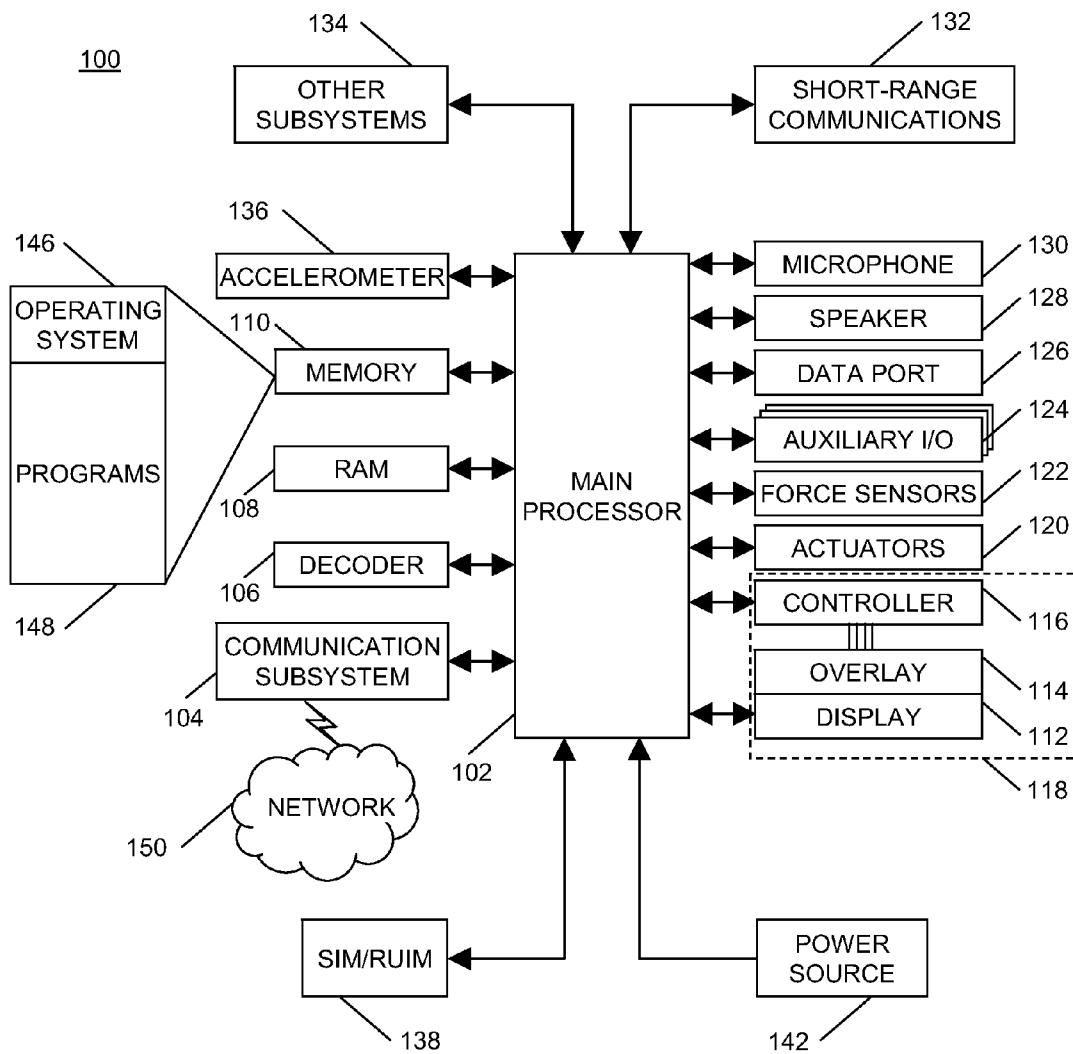 134
132
100
OTHER
SUBSYSTEMS
SHORT-RANGE
COMMUNICATIONS
136
146
ACCELEROMETER
MICROPHONE
130
OPERATING
SYSTEM
110
SPEAKER
128
MEMORY
DATA PORT
126
AUXILIARY I/O
124
PROGRAMS
RAM
108
MAIN
PROCESSOR
FORCE SENSORS
122
DECODER
106
ACTUATORS
120
148
CONTROLLER
116
COMMUNICATION
SUBSYSTEM
104
OVERLAY
114
DISPLAY
112
102
118
NETWORK
150
SIM/RUIM
POWER
SOURCE
138
142